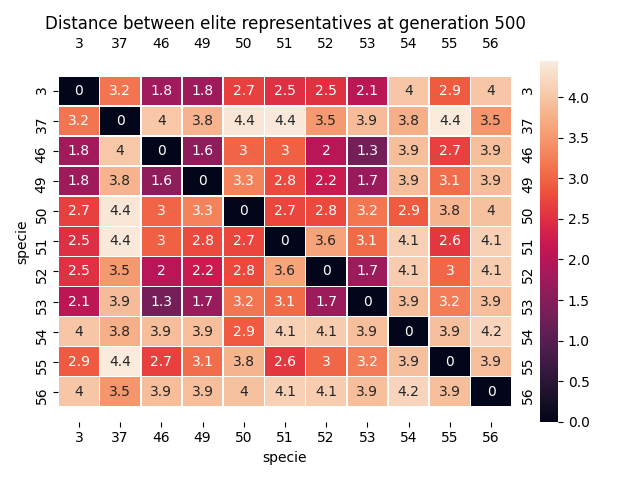 Distance between elite representatives at generation 500
3 37 46 49 50 51 52 53 54 55 56
3 0 3.2 1.8 1.8 2.7 2.5 2.5 2.1 4 2.9 4 3
37 3.2 0 4 3.8 4.4 4.4 3.5 3.9 3.8 4.4 3.5 37
46 1.8 4 0 1.6 3 3 2 1.3 3.9 2.7 3.9 46
49 1.8 3.8 1.6 0 3.3 2.8 2.2 1.7 3.9 3.1 3.9 49
50 2.7 4.4 3 3.3 0 2.7 2.8 3.2 2.9 3.8 4 50
51 2.5 4.4 3 2.8 2.7 0 3.6 3.1 4.1 2.6 4.1 51
52 2.5 3.5 2 2.2 2.8 3.6 0 1.7 4.1 3 4.1 52
53 2.1 3.9 1.3 1.7 3.2 3.1 1.7 0 3.9 3.2 3.9 53
54 4 3.8 3.9 3.9 2.9 4.1 4.1 3.9 0 3.9 4.2 54
55 2.9 4.4 2.7 3.1 3.8 2.6 3 3.2 3.9 0 3.9 55
56 4 3.5 3.9 3.9 4 4.1 4.1 3.9 4.2 3.9 0 56
3 37 46 49 50 51 52 53 54 55 56
specie
specie
4.0
3.5
3.0
2.5
2.0
1.5
1.0
0.5
0.0